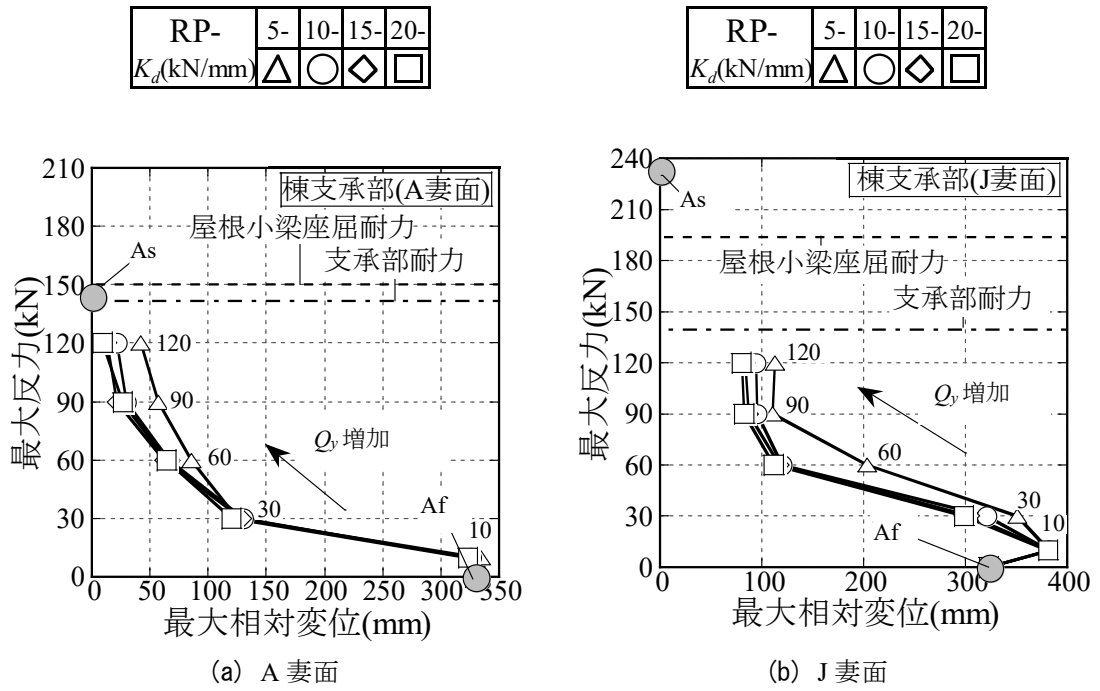 RP- 5- 10- 15- 20-
Kd(kN/mm)
RP- 5- 10- 15- 20-
Kd(kN/mm)
210
180
150
120
90
60
30
0
最大反力(kN)
棟支承部(A妻面)
屋根小梁座屈耐力
支承部耐力
As
120
90
60
30
10
Qy 増加
Af
0 50 100 150 200 250 300 350
最大相対変位(mm)
(a) A 妻面
240
210
180
150
120
90
60
30
0
最大反力(kN)
棟支承部(J妻面)
As
屋根小梁座屈耐力
支承部耐力
120
90
60
30
10
Qy 増加
Af
0 100 200 300 400
最大相対変位(mm)
(b) J 妻面